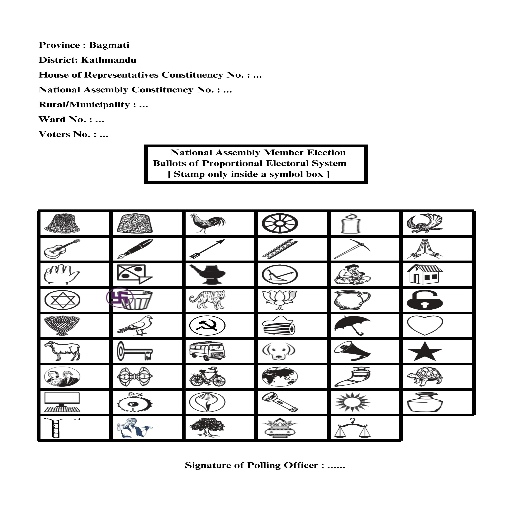 Province : Bagmati
District: Kathmandu
House of Representatives Constituency No. : ...
National Assembly Constituency No. : ...
Rural/Municipality : ...
Ward No. : ...
Voters No. : ...
National Assembly Member Election
Ballots of Proportional Electoral System
[ Stamp only inside a symbol box ]
Signature of Polling Officer : ......